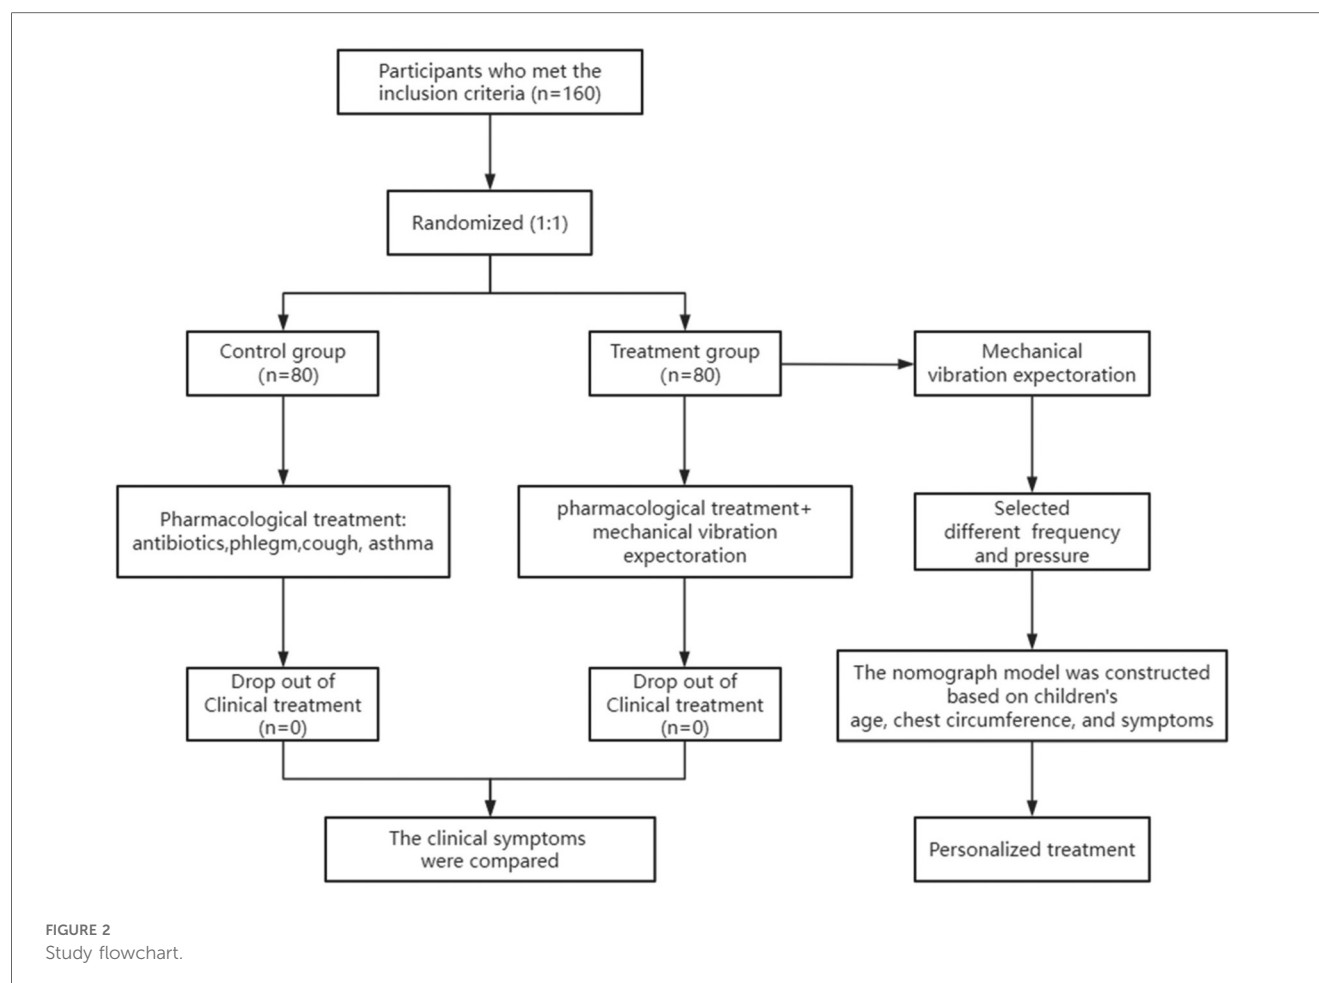 Participants who met the
inclusion criteria (n=160)
Randomized (1:1)
Control group
(n=80)
Treatment group
(n=80)
Mechanical
vibration expectoration
Pharmacological treatment:
antibiotics,phlegm,cough, asthma
pharmacological treatment+
mechanical vibration
expectoration
Selected
different frequency
and pressure
Drop out of
Clinical treatment
(n=0)
Drop out of
Clinical treatment
(n=0)
The nomograph model was constructed
based on children's
age, chest circumference, and symptoms
The clinical symptoms
were compared
Personalized treatment
FIGURE 2
Study flowchart.